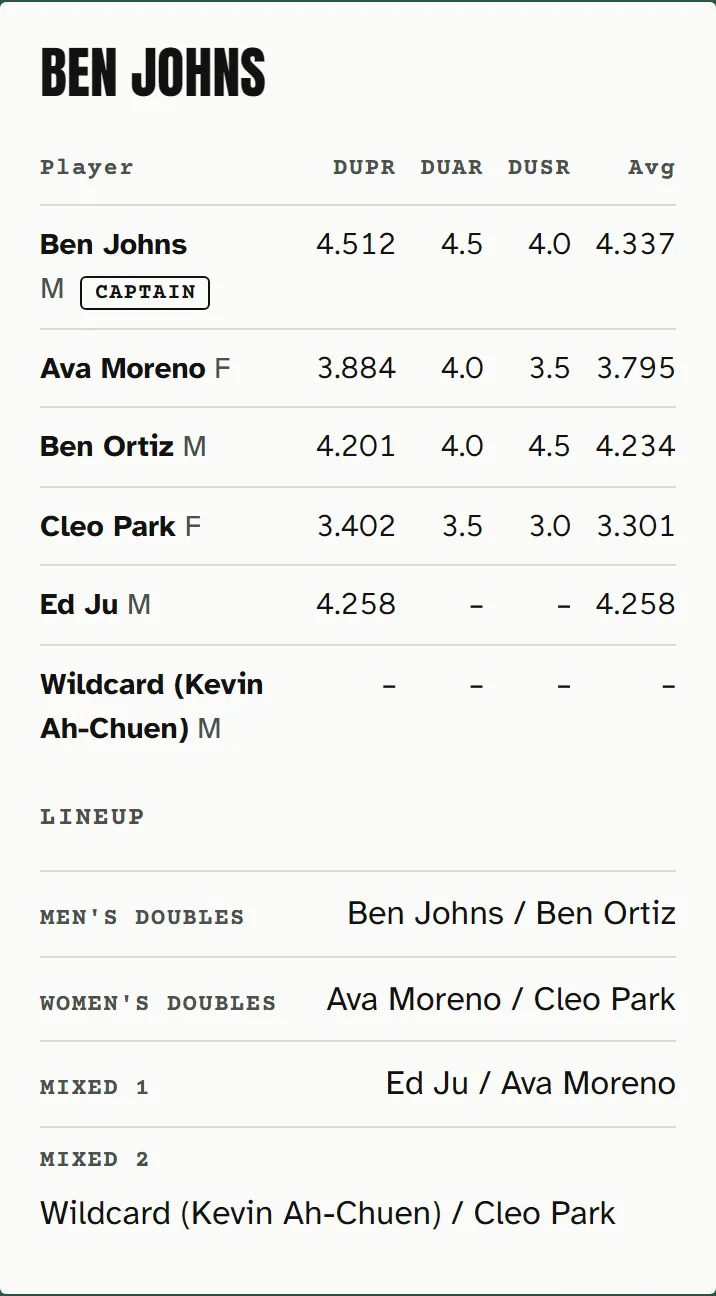 BEN JOHNS
Player DUPR DUAR DUSR Avg
Ben Johns 4.512 4.5 4.0 4.337
M CAPTAIN
Ava Moreno F 3.884 4.0 3.5 3.795
Ben Ortiz M 4.201 4.0 4.5 4.234
Cleo Park F 3.402 3.5 3.0 3.301
Ed Ju M 4.258 – – 4.258
Wildcard (Kevin – – – –
Ah-Chuen) M
LINEUP
MEN'S DOUBLES Ben Johns / Ben Ortiz
WOMEN'S DOUBLES Ava Moreno / Cleo Park
MIXED 1 Ed Ju / Ava Moreno
MIXED 2
Wildcard (Kevin Ah-Chuen) / Cleo Park